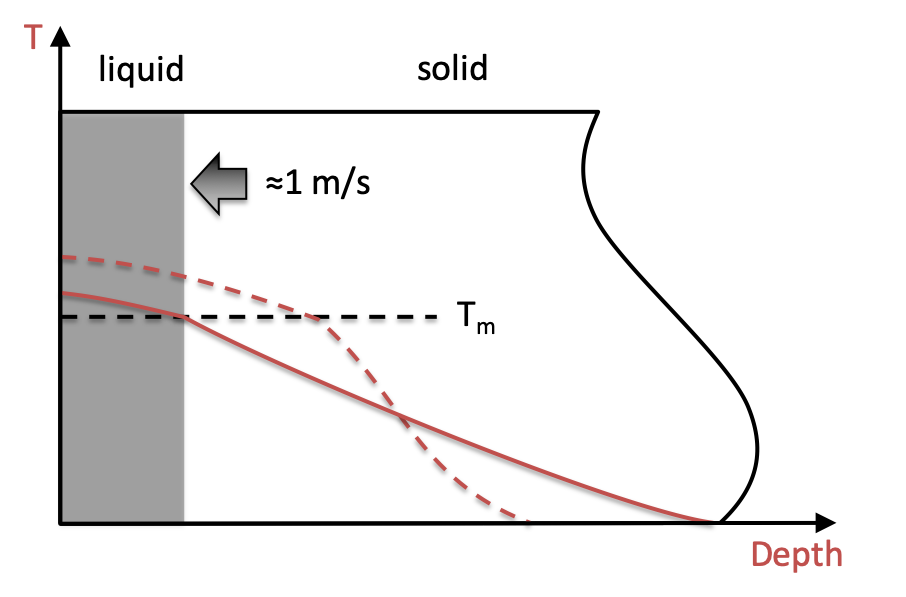 T
liquid
solid
≈1 m/s
Tₘ
Depth